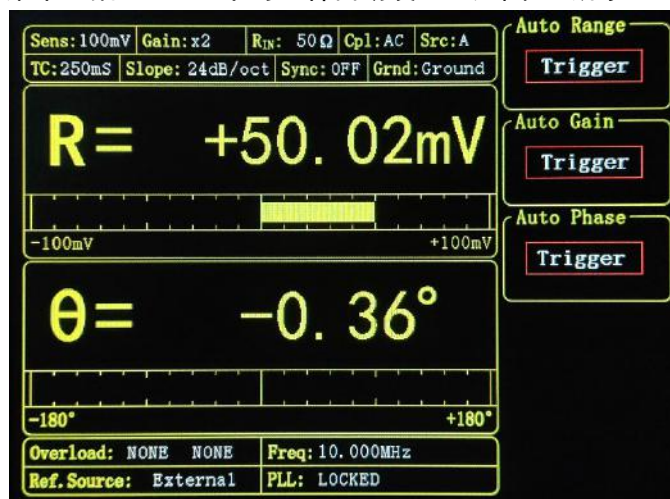 Sens:100mV Gain:x2 RIN: 50Ω Cpl:AC Src:A
TC:250mS Slope: 24dB/oct Sync:OFF Grnd:Ground
R= +50.02mV
-100mV +100mV
θ= -0.36°
-180° +180°
Overload: NONE NONE Freq:10.000MHz
Ref.Source: External PLL: LOCKED
Auto Range
Trigger
Auto Gain
Trigger
Auto Phase
Trigger